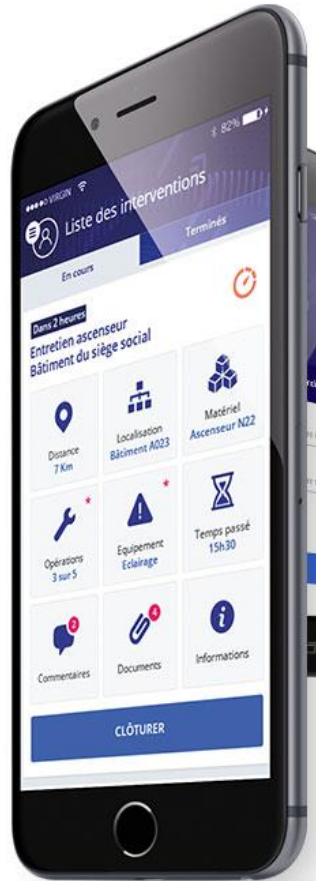 VIRGIN
82%
Liste des interventions
En cours
Terminés
Dans 2 heures
Entretien ascenseur
Bâtiment du siège social
Distance
7 Km
Localisation
Bâciment A023
Matériel
Ascenseur N22
Opérations
3 sur 5
Equipement
Eclairage
Temps passé
15h30
2
Commentaires
4
Documents
Informations
CLÔTURER